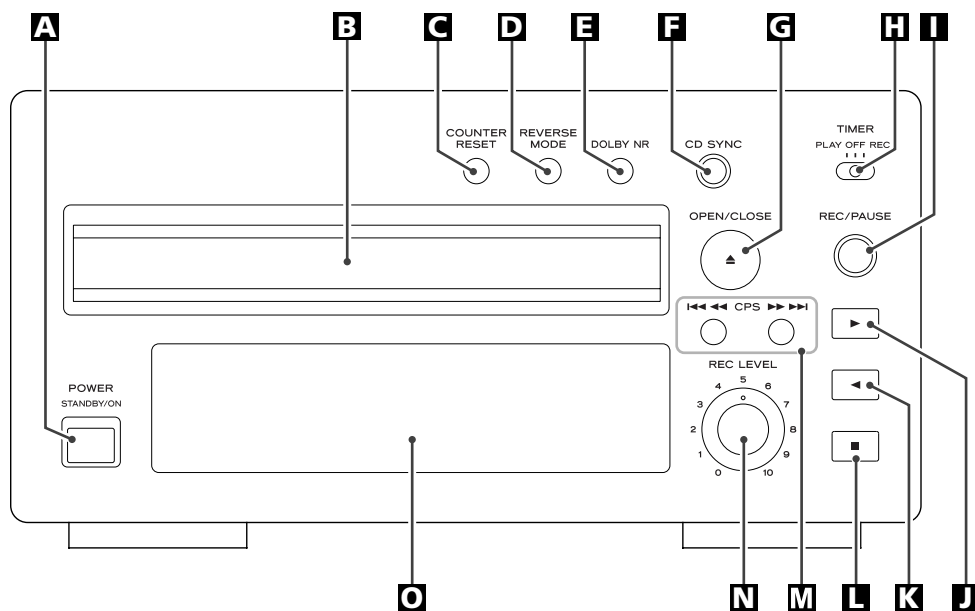 A B C D E F G H I
COUNTER RESET
REVERSE MODE
DOLBY NR
CD SYNC
TIMER
PLAY OFF REC
OPEN/CLOSE
REC/PAUSE
CPS
REC LEVEL
POWER
STANDBY/ON
0 1 2 3 4 5 6 7 8 9 10
O N M L K J